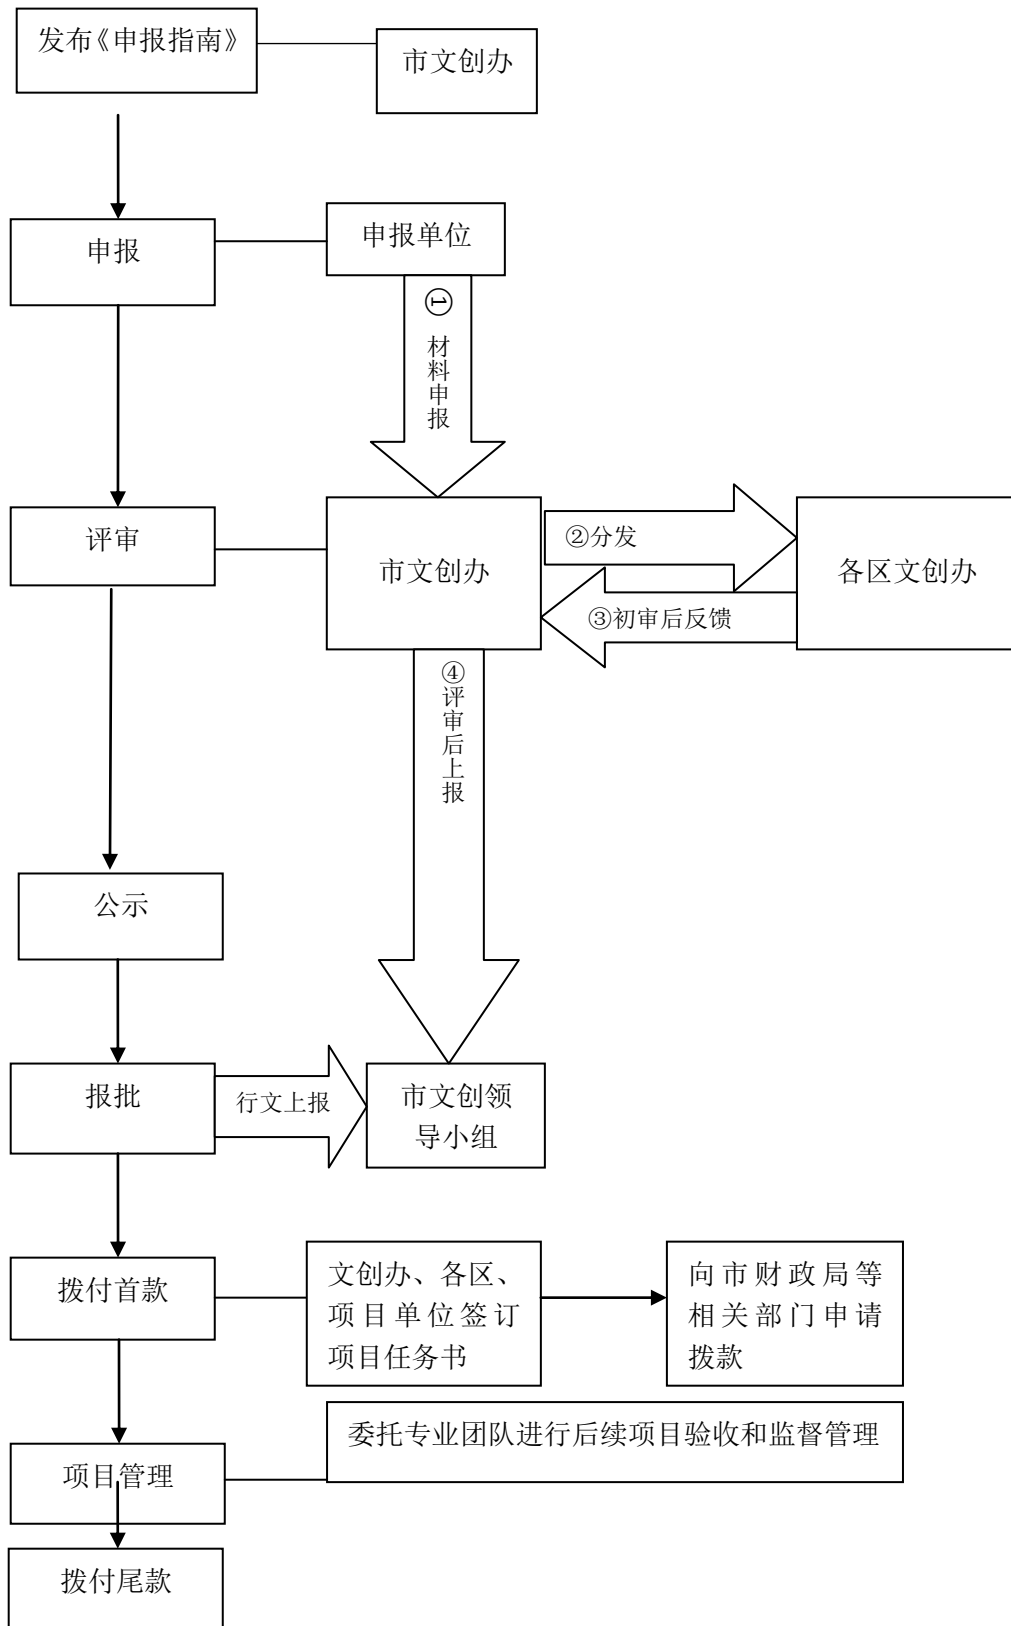 发布《申报指南》
市文创办
申报
申报单位
①
材料申报
评审
市文创办
②分发
③初审后反馈
各区文创办
④评审后上报
公示
报批
行文上报
市文创领
导小组
拨付首款
文创办、各区、
项目单位签订
项目任务书
向市财政局等
相关部门申请
拨款
委托专业团队进行后续项目验收和监督管理
项目管理
拨付尾款